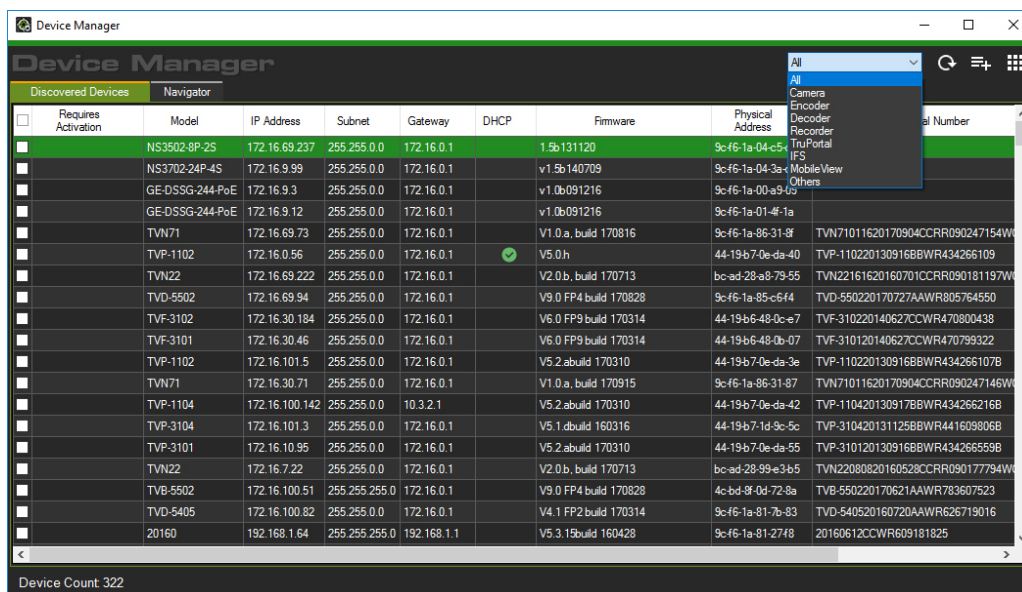 Device Manager
Device Manager
All
Discovered Devices Navigator
All
Camera
Encoder
Decoder
Recorder
TruPortal
IFS
MobileView
Others
Requires Activation Model IP Address Subnet Gateway DHCP Firmware Physical Address al Number
NS3502-8P-2S 172.16.69.237 255.255.0.0 172.16.0.1 1.5b131120 9c-f6-1a-04-c5-
NS3702-24P-4S 172.16.9.99 255.255.0.0 172.16.0.1 v1.5b140709 9c-f6-1a-04-3a-
GE-DSSG-244-PoE 172.16.9.3 255.255.0.0 172.16.0.1 v1.0b091216 9c-f6-1a-00-a9-09
GE-DSSG-244-PoE 172.16.9.12 255.255.0.0 172.16.0.1 v1.0b091216 9c-f6-1a-01-4f-1a
TVN71 172.16.69.73 255.255.0.0 172.16.0.1 V1.0.a, build 170816 9c-f6-1a-86-31-8f TVN71011620170904CCRR090247154W
TVP-1102 172.16.0.56 255.255.0.0 172.16.0.1 V5.0.h 44-19-b7-0e-da-40 TVP-110220130916BBWR434266109
TVN22 172.16.69.222 255.255.0.0 172.16.0.1 V2.0.b, build 170713 bc-ad-28-a8-79-55 TVN22161620160701CCRR090181197W
TVD-5502 172.16.69.94 255.255.0.0 172.16.0.1 V9.0 FP4 build 170828 9c-f6-1a-85-c6-f4 TVD-550220170727AAWR805764550
TVF-3102 172.16.30.184 255.255.0.0 172.16.0.1 V6.0 FP9 build 170314 44-19-b6-48-0c-e7 TVF-310220140627CCWR470800438
TVF-3101 172.16.30.46 255.255.0.0 172.16.0.1 V6.0 FP9 build 170314 44-19-b6-48-0b-07 TVF-310120140627CCWR470799322
TVP-1102 172.16.101.5 255.255.0.0 172.16.0.1 V5.2.abuild 170310 44-19-b7-0e-da-3e TVP-110220130916BBWR434266107B
TVN71 172.16.30.71 255.255.0.0 172.16.0.1 V1.0.a, build 170915 9c-f6-1a-86-31-87 TVN71011620170904CCRR090247146W
TVP-1104 172.16.100.142 255.255.0.0 10.3.2.1 V5.2.abuild 170310 44-19-b7-0e-da-42 TVP-110420130917BBWR434266216B
TVP-3104 172.16.101.3 255.255.0.0 172.16.0.1 V5.1.dbuild 160316 44-19-b7-1d-9c-5c TVP-310420131125BBWR441609806B
TVP-3101 172.16.10.95 255.255.0.0 172.16.0.1 V5.2.abuild 170310 44-19-b7-0e-da-55 TVP-310120130916BBWR434266559B
TVN22 172.16.7.22 255.255.0.0 172.16.0.1 V2.0.b, build 170713 bc-ad-28-99-e3-b5 TVN22080820160528CCRR090177794W
TVB-5502 172.16.100.51 255.255.255.0 172.16.0.1 V9.0 FP4 build 170828 4c-bd-8f-0d-72-8a TVB-550220170621AAWR783607523
TVD-5405 172.16.100.82 255.255.0.0 172.16.0.1 V4.1 FP2 build 170314 9c-f6-1a-81-7b-83 TVD-540520160720AAWR626719016
20160 192.168.1.64 255.255.255.0 192.168.1.1 V5.3.15build 160428 9c-f6-1a-81-27-f8 20160612CCWR609181825
Device Count: 322